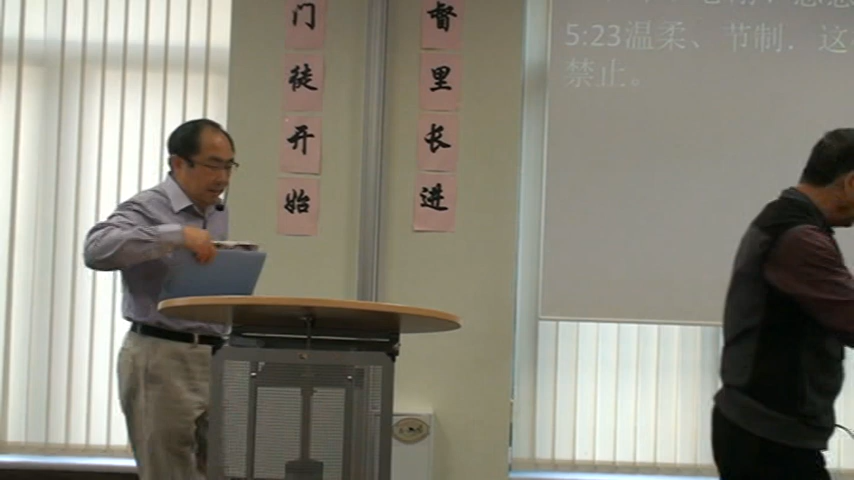 门
徒
开
始
督
里
长
进
5:23温柔、节制．这
禁止。